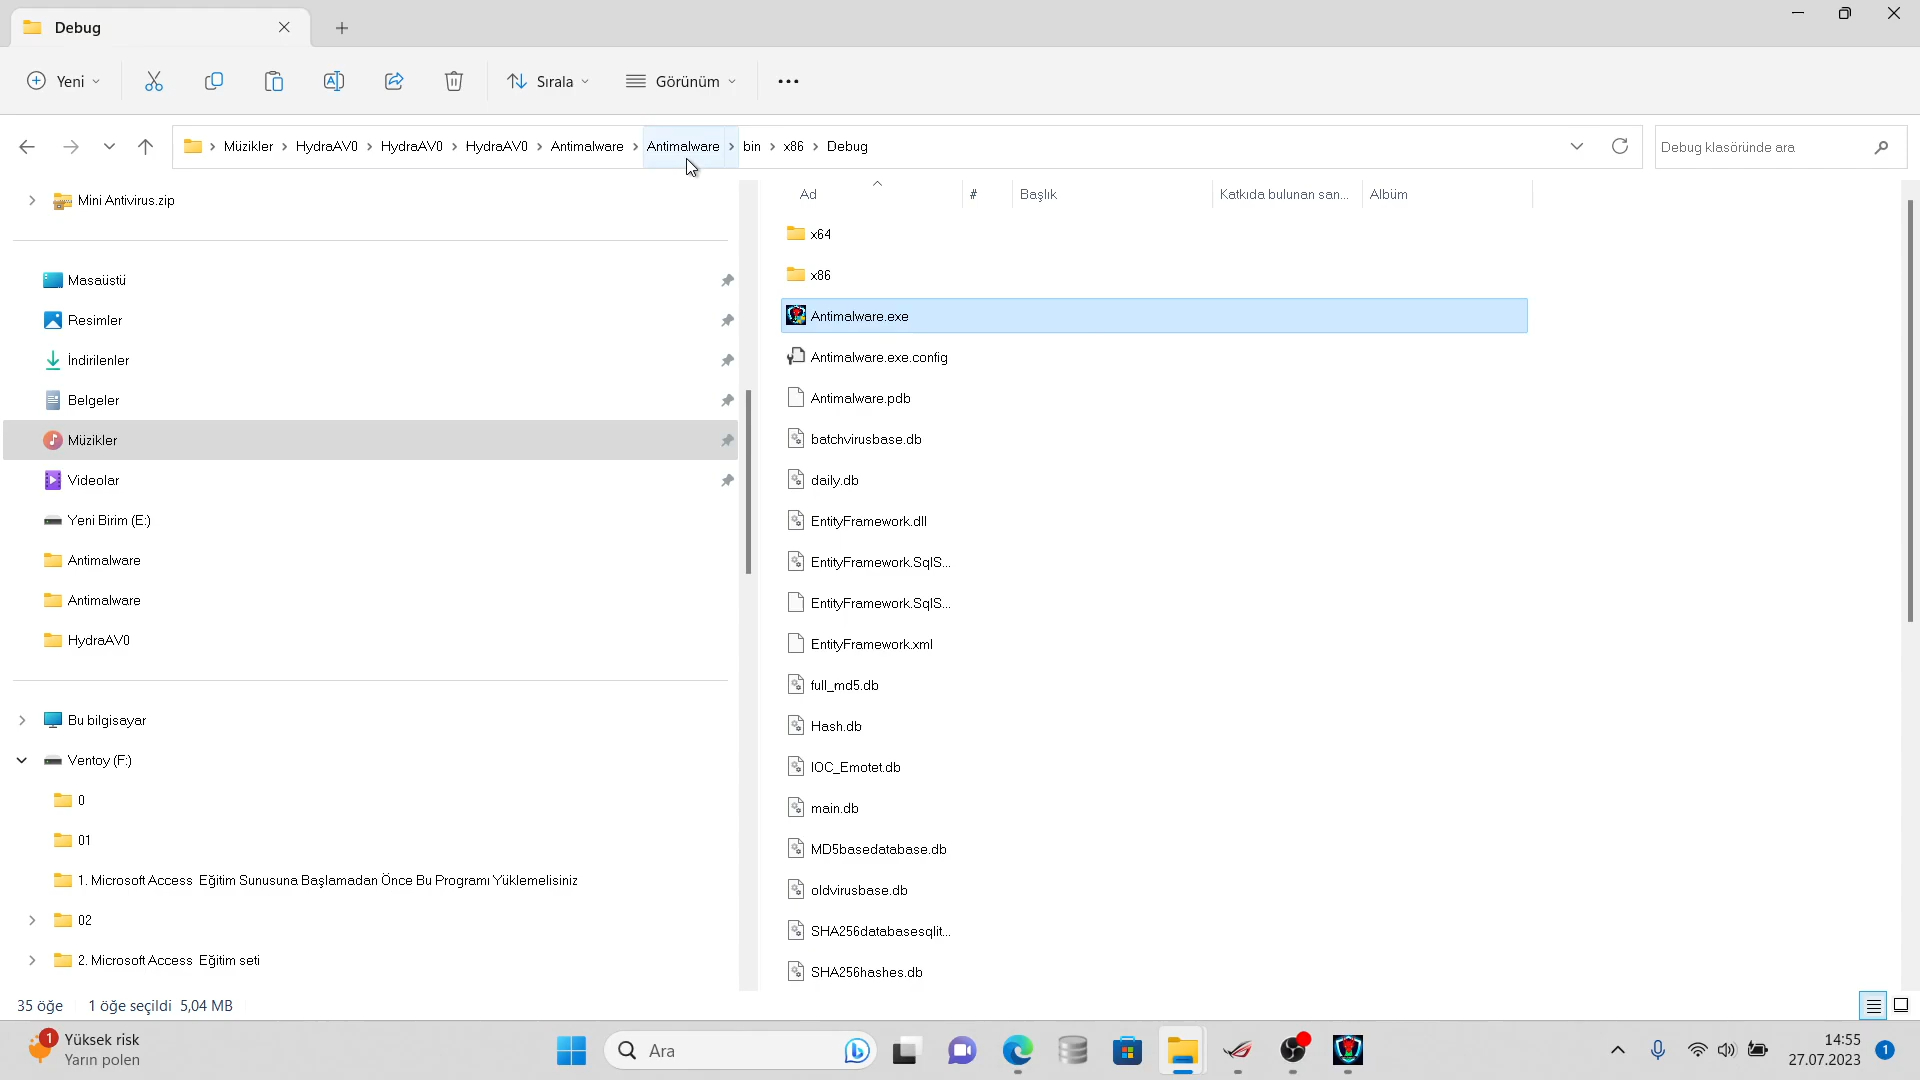 Debug
Yeni
Sırala
Görünüm
Müzikler
HydraAV0
HydraAV0
HydraAV0
Antimalware
Antimalware
bin
x86
Debug
Debug klasöründe ara
Mini Antivirus.zip
Masaüstü
Resimler
İndirilenler
Belgeler
Müzikler
Videolar
Yeni Birim (E:)
Antimalware
Antimalware
HydraAV0
Bu bilgisayar
Ventoy (F:)
0
01
1. Microsoft Access Eğitim Sunusuna Başlamadan Önce Bu Programı Yüklemelisiniz
02
2. Microsoft Access Eğitim seti
Ad
#
Başlık
Katkıda bulunan san...
Albüm
x64
x86
Antimalware.exe
Antimalware.exe.config
Antimalware.pdb
batchvirusbase.db
daily.db
EntityFramework.dll
EntityFramework.SqlS...
EntityFramework.SqlS...
EntityFramework.xml
full_md5.db
Hash.db
IOC_Emotet.db
main.db
MD5basedatabase.db
oldvirusbase.db
SHA256databasesqlit...
SHA256hashes.db
35 öğe
1 öğe seçildi 5,04 MB
1
Yüksek risk
Yarın polen
Ara
14:55
27.07.2023
1